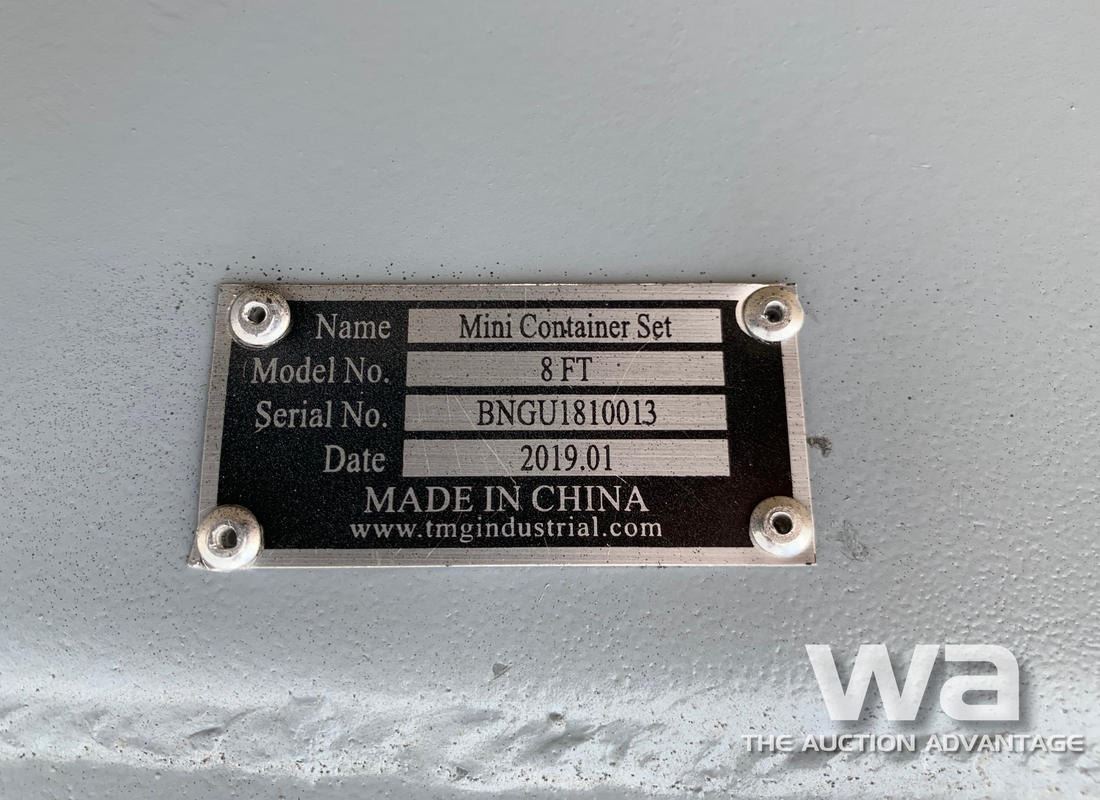 Name Mini Container Set
Model No. 8 FT
Serial No. BNGU1810013
Date 2019.01
MADE IN CHINA
www.tmgindustrial.com
wa
THE AUCTION ADVANTAGE